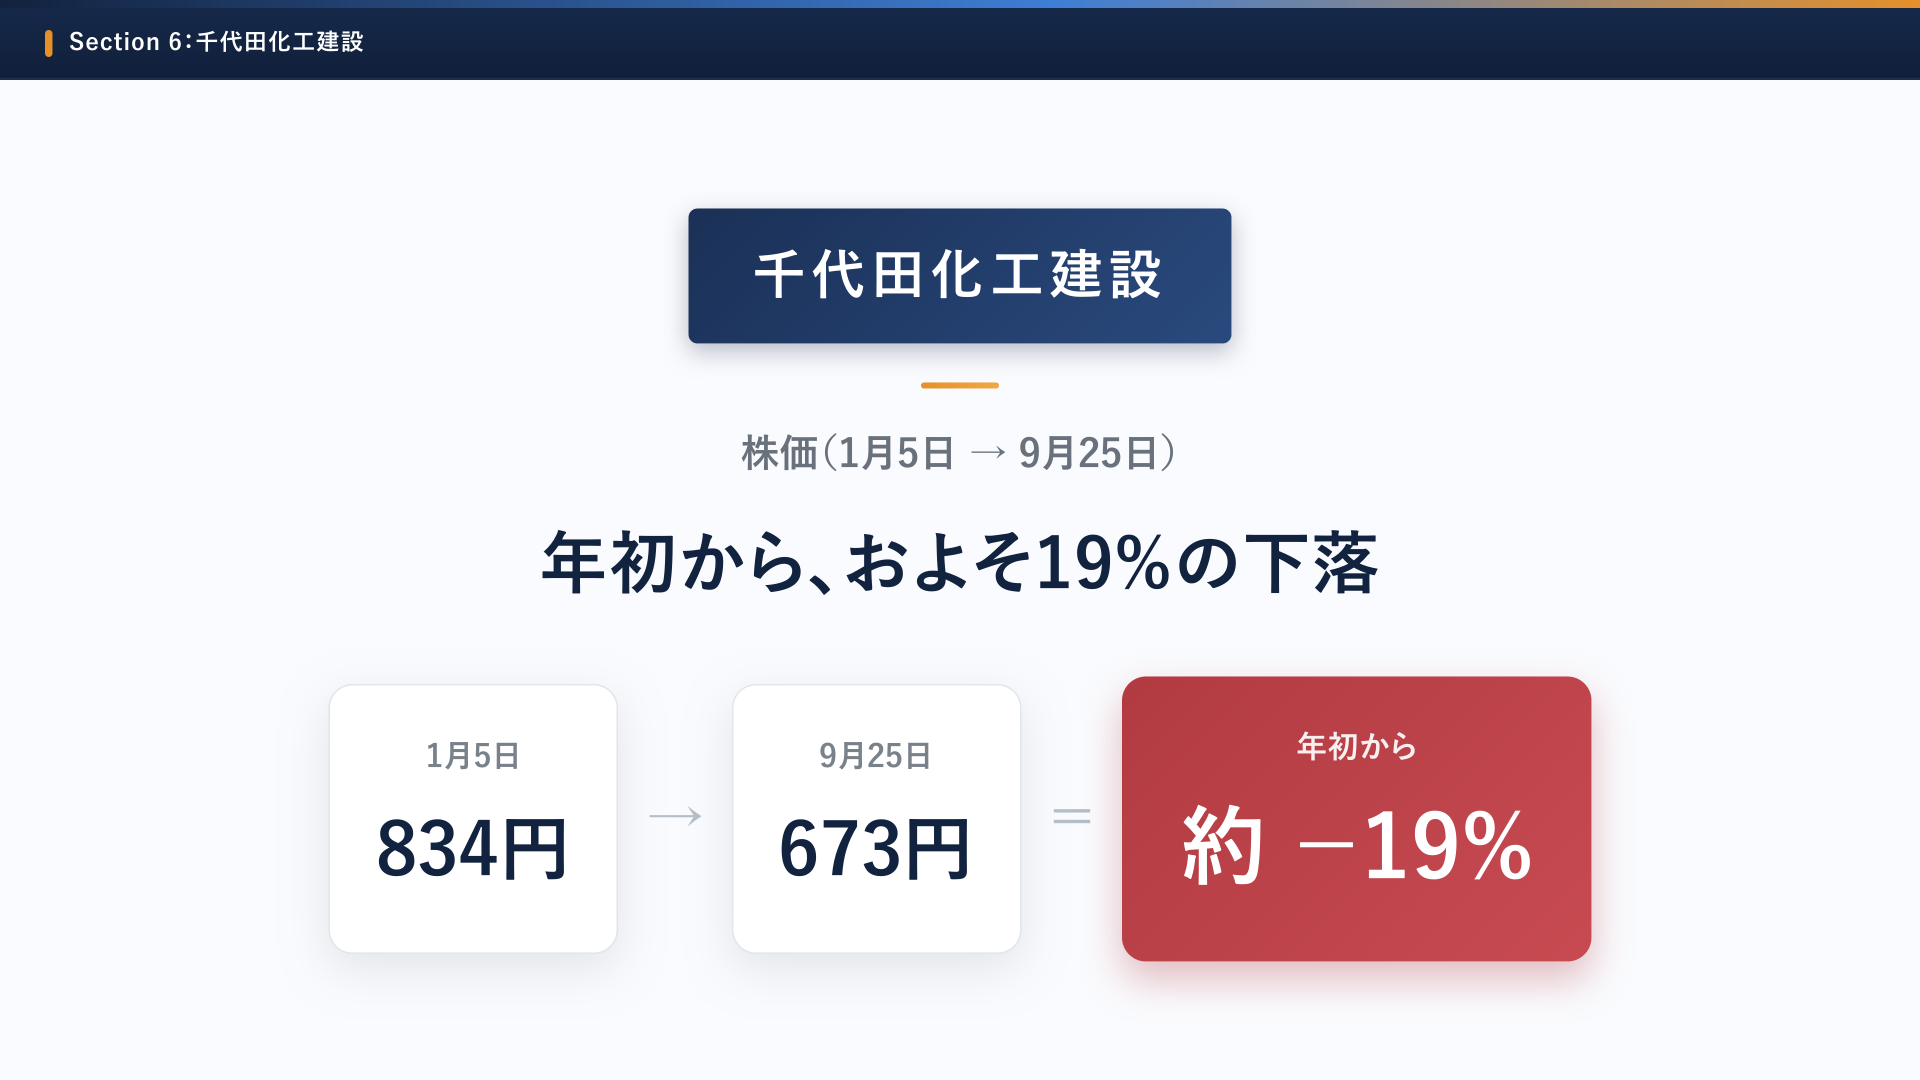 Section 6：千代田化工建設
千代田化工建設
株価（1月5日 → 9月25日）
年初から、およそ19%の下落
1月5日
834円
→
9月25日
673円
＝
年初から
約 －19%